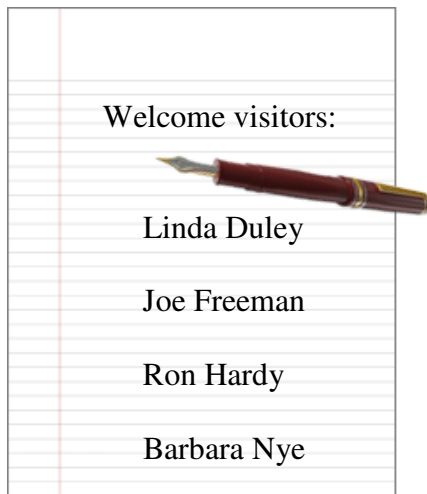 Welcome visitors:
Linda Duley
Joe Freeman
Ron Hardy
Barbara Nye